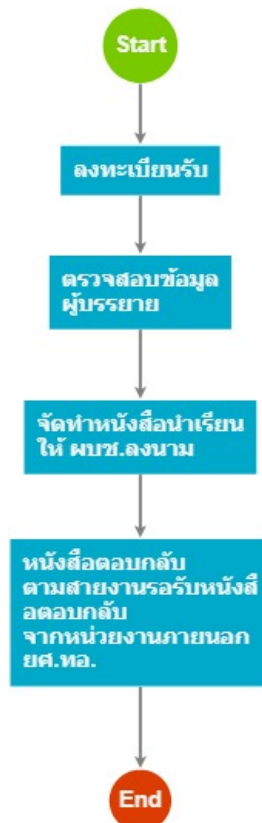 Start
ลงทะเบียนรับ
ตรวจสอบข้อมูล
ผู้บรรยาย
จัดทำหนังสือนำเรียน
ให้ ผบช.ลงนาม
หนังสือตอบกลับ
ตามสายงานรอรับหนังสื
อตอบกลับ
จากหน่วยงานภายนอก
ยศ.ทอ.
End